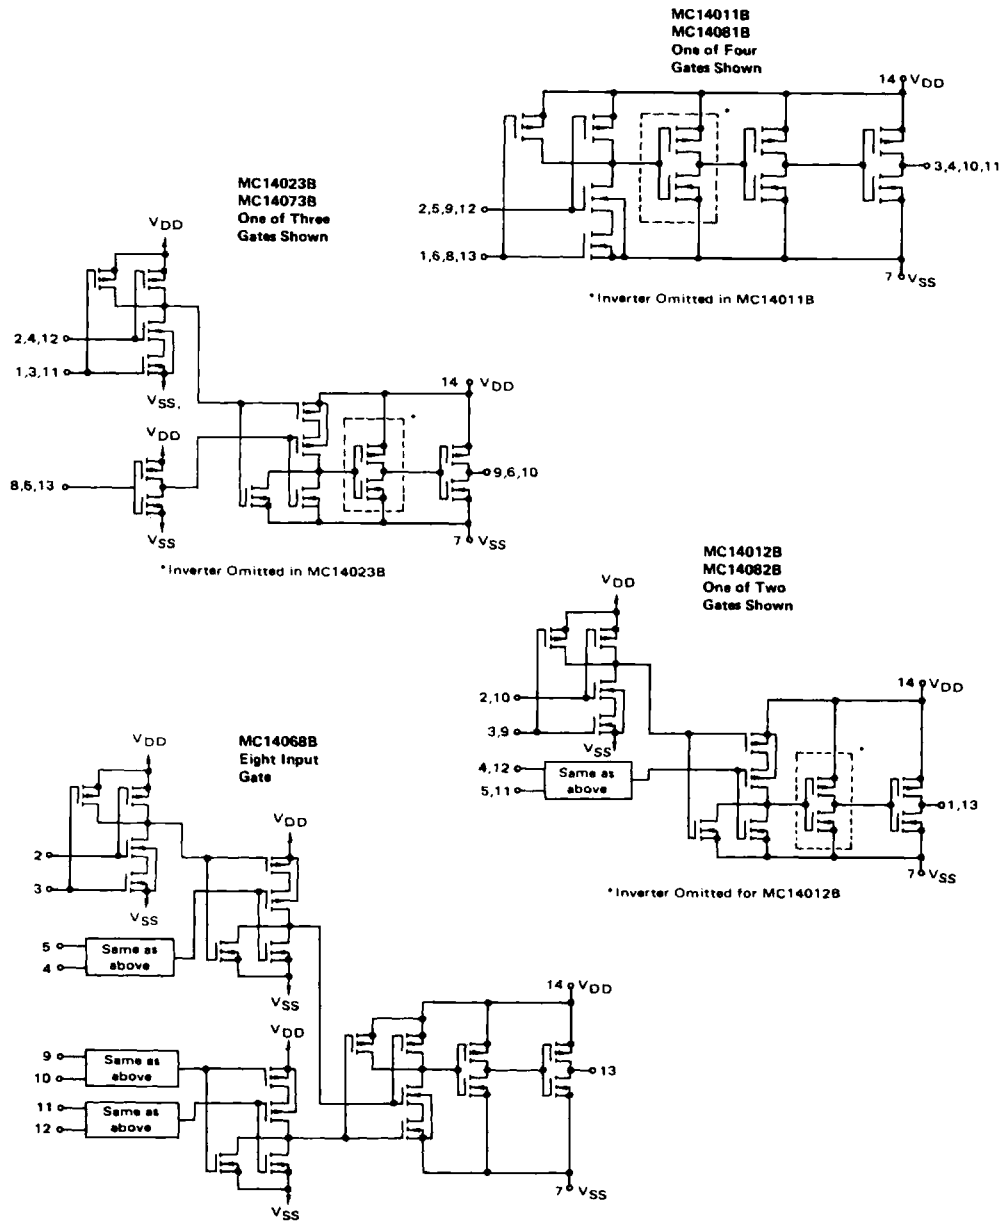 MC14011B
MC14081B
One of Four
Gates Shown
14 VDD
*
3,4,10,11
2,5,9,12
1,6,8,13
7 VSS
*Inverter Omitted in MC14011B
MC14023B
MC14073B
One of Three
Gates Shown
VDD
2,4,12
1,3,11
VSS.
14 VDD
*
VDD
8,5,13
9,6,10
VSS
7 VSS
*Inverter Omitted in MC14023B
MC14012B
MC14082B
One of Two
Gates Shown
VDD
2,10
3,9
VSS
14 VDD
*
4,12
5,11
Same as
above
1,13
7 VSS
*Inverter Omitted for MC14012B
MC14068B
Eight Input
Gate
VDD
2
3
VSS
VDD
5
4
Same as
above
VSS
14 VDD
VDD
9
10
Same as
above
13
11
12
Same as
above
7 VSS
VSS